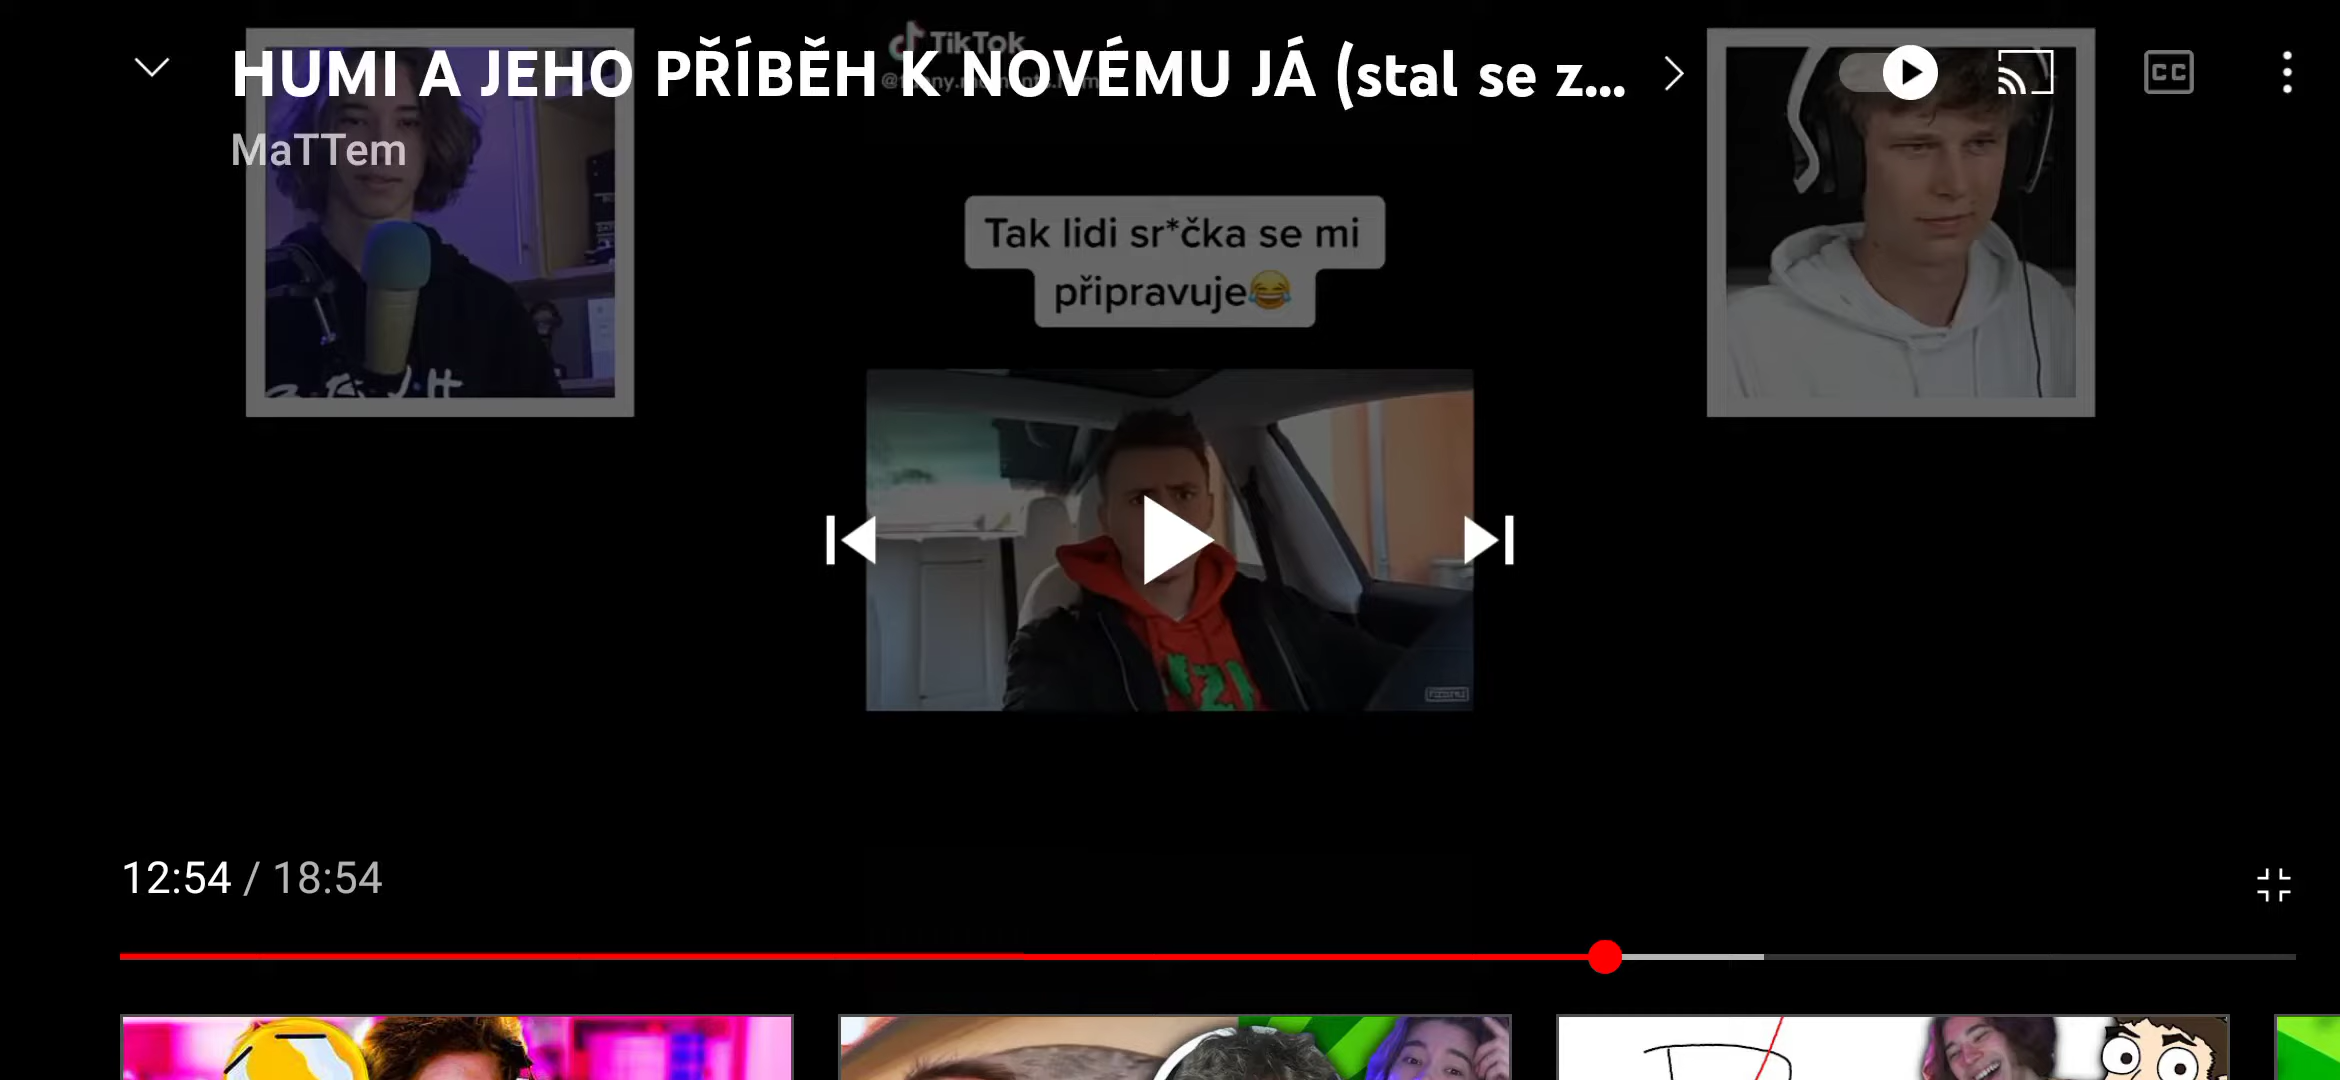 TikTok
HUMI A JEHO PŘÍBĚH K NOVÉMU JÁ (stal se z...
MaTTem
CC
Tak lidi sr*čka se mi
připravuje😂
12:54 / 18:54